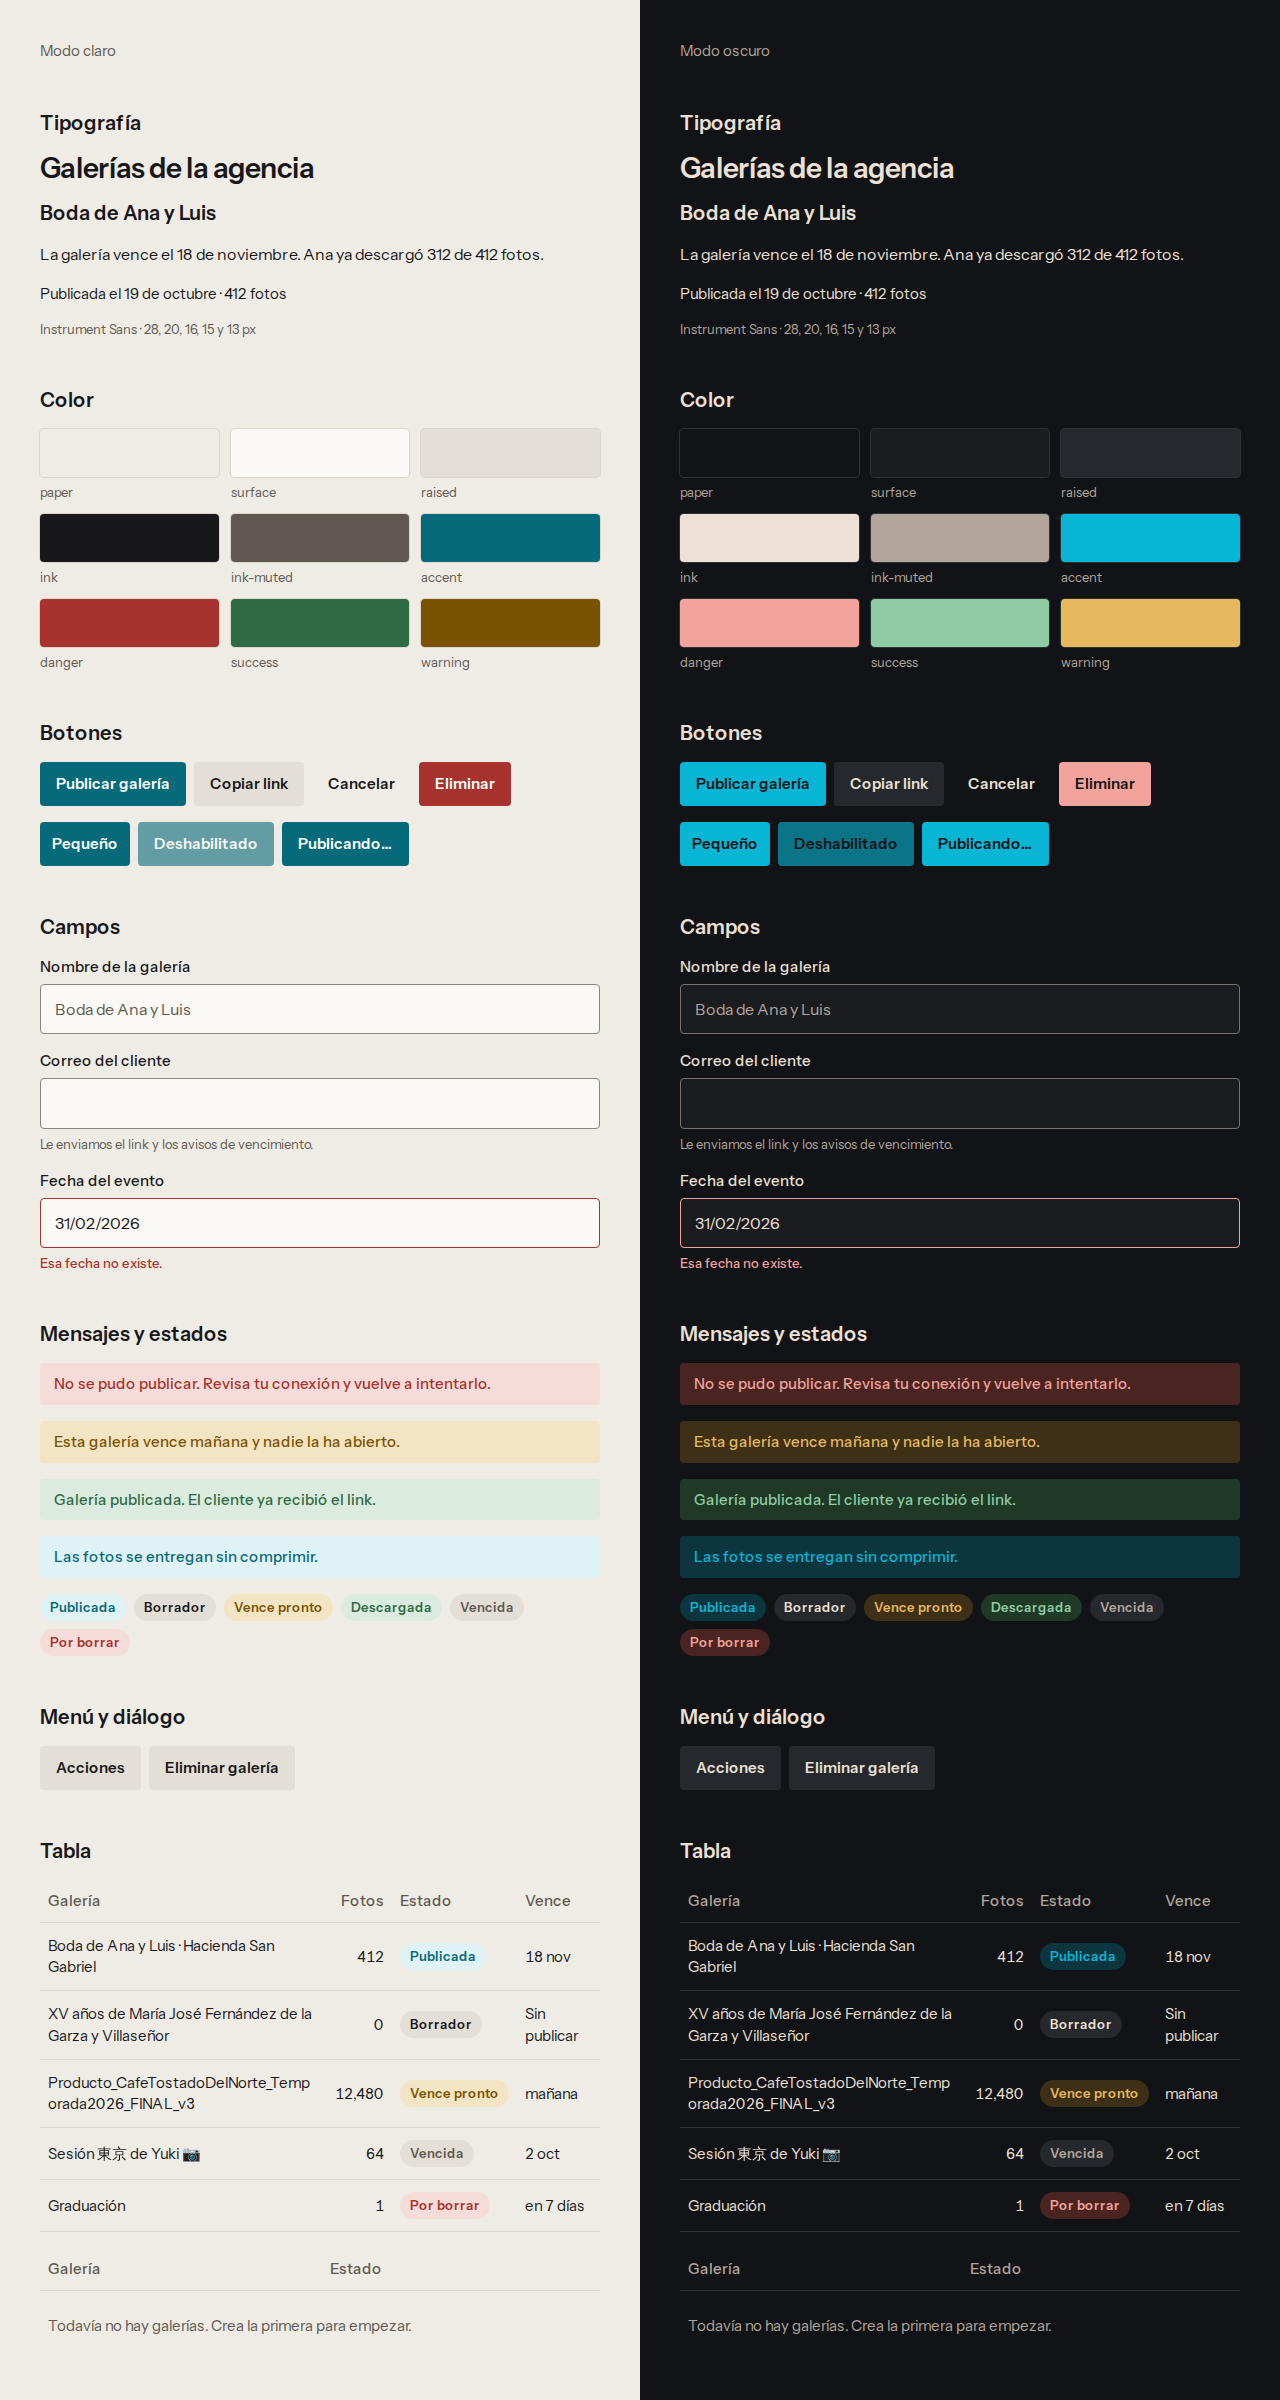 Modo claro
Tipografía
Galerías de la agencia
Boda de Ana y Luis
La galería vence el 18 de noviembre. Ana ya descargó 312 de 412 fotos.
Publicada el 19 de octubre · 412 fotos
Instrument Sans · 28, 20, 16, 15 y 13 px
Color
paper surface raised
ink ink-muted accent
danger success warning
Botones
Publicar galería Copiar link Cancelar Eliminar
Pequeño Deshabilitado Publicando...
Campos
Nombre de la galería
Boda de Ana y Luis
Correo del cliente
Le enviamos el link y los avisos de vencimiento.
Fecha del evento
31/02/2026
Esa fecha no existe.
Mensajes y estados
No se pudo publicar. Revisa tu conexión y vuelve a intentarlo.
Esta galería vence mañana y nadie la ha abierto.
Galería publicada. El cliente ya recibió el link.
Las fotos se entregan sin comprimir.
Publicada Borrador Vence pronto Descargada Vencida
Por borrar
Menú y diálogo
Acciones Eliminar galería
Tabla
Galería Fotos Estado Vence
Boda de Ana y Luis · Hacienda San
Gabriel 412 Publicada 18 nov
XV años de María José Fernández de la
Garza y Villaseñor 0 Borrador Sin
publicar
Producto_CafeTostadoDelNorte_Temp
orada2026_FINAL_v3 12,480 Vence pronto mañana
Sesión 東京 de Yuki 📷 64 Vencida 2 oct
Graduación 1 Por borrar en 7 días
Galería Estado
Todavía no hay galerías. Crea la primera para empezar.
Modo oscuro
Tipografía
Galerías de la agencia
Boda de Ana y Luis
La galería vence el 18 de noviembre. Ana ya descargó 312 de 412 fotos.
Publicada el 19 de octubre · 412 fotos
Instrument Sans · 28, 20, 16, 15 y 13 px
Color
paper surface raised
ink ink-muted accent
danger success warning
Botones
Publicar galería Copiar link Cancelar Eliminar
Pequeño Deshabilitado Publicando...
Campos
Nombre de la galería
Boda de Ana y Luis
Correo del cliente
Le enviamos el link y los avisos de vencimiento.
Fecha del evento
31/02/2026
Esa fecha no existe.
Mensajes y estados
No se pudo publicar. Revisa tu conexión y vuelve a intentarlo.
Esta galería vence mañana y nadie la ha abierto.
Galería publicada. El cliente ya recibió el link.
Las fotos se entregan sin comprimir.
Publicada Borrador Vence pronto Descargada Vencida
Por borrar
Menú y diálogo
Acciones Eliminar galería
Tabla
Galería Fotos Estado Vence
Boda de Ana y Luis · Hacienda San
Gabriel 412 Publicada 18 nov
XV años de María José Fernández de la
Garza y Villaseñor 0 Borrador Sin
publicar
Producto_CafeTostadoDelNorte_Temp
orada2026_FINAL_v3 12,480 Vence pronto mañana
Sesión 東京 de Yuki 📷 64 Vencida 2 oct
Graduación 1 Por borrar en 7 días
Galería Estado
Todavía no hay galerías. Crea la primera para empezar.